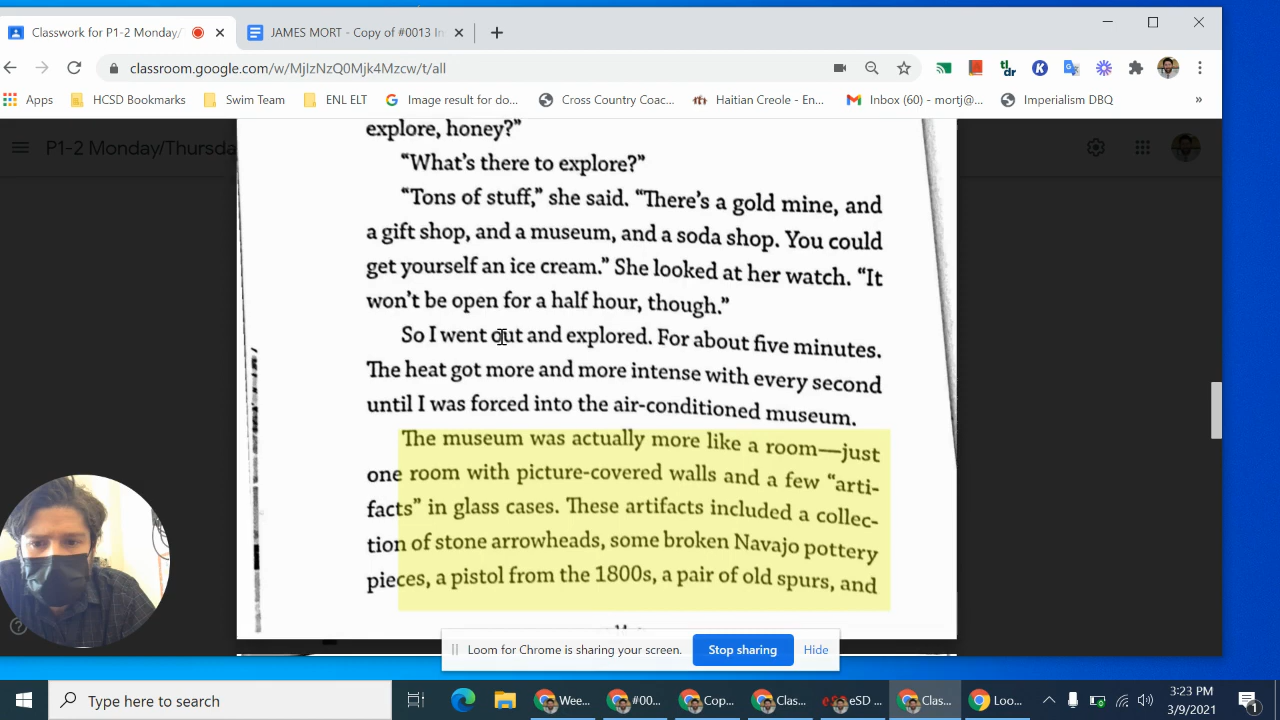 Classwork for P1-2 Monday/
JAMES MORT - Copy of #0013 In
classroom.google.com/w/MjIzNzQ0Mjk4Mzcw/t/all
Apps
HCSD Bookmarks
Swim Team
ENL ELT
Image result for do...
Cross Country Coac...
Haitian Creole - En...
Inbox (60) - mortj@...
Imperialism DBQ
»
P1-2 Monday/Thursda
explore, honey?”
“What’s there to explore?”
“Tons of stuff,” she said. “There’s a gold mine, and
a gift shop, and a museum, and a soda shop. You could
get yourself an ice cream.” She looked at her watch. “It
won’t be open for a half hour, though.”
So I went out and explored. For about five minutes.
The heat got more and more intense with every second
until I was forced into the air-conditioned museum.
The museum was actually more like a room—just
one room with picture-covered walls and a few “arti-
facts” in glass cases. These artifacts included a collec-
tion of stone arrowheads, some broken Navajo pottery
pieces, a pistol from the 1800s, a pair of old spurs, and
Loom for Chrome is sharing your screen.
Stop sharing
Hide
Type here to search
Wee...
#00...
Cop...
Clas...
eSD ...
Clas...
Loo...
3:23 PM
3/9/2021